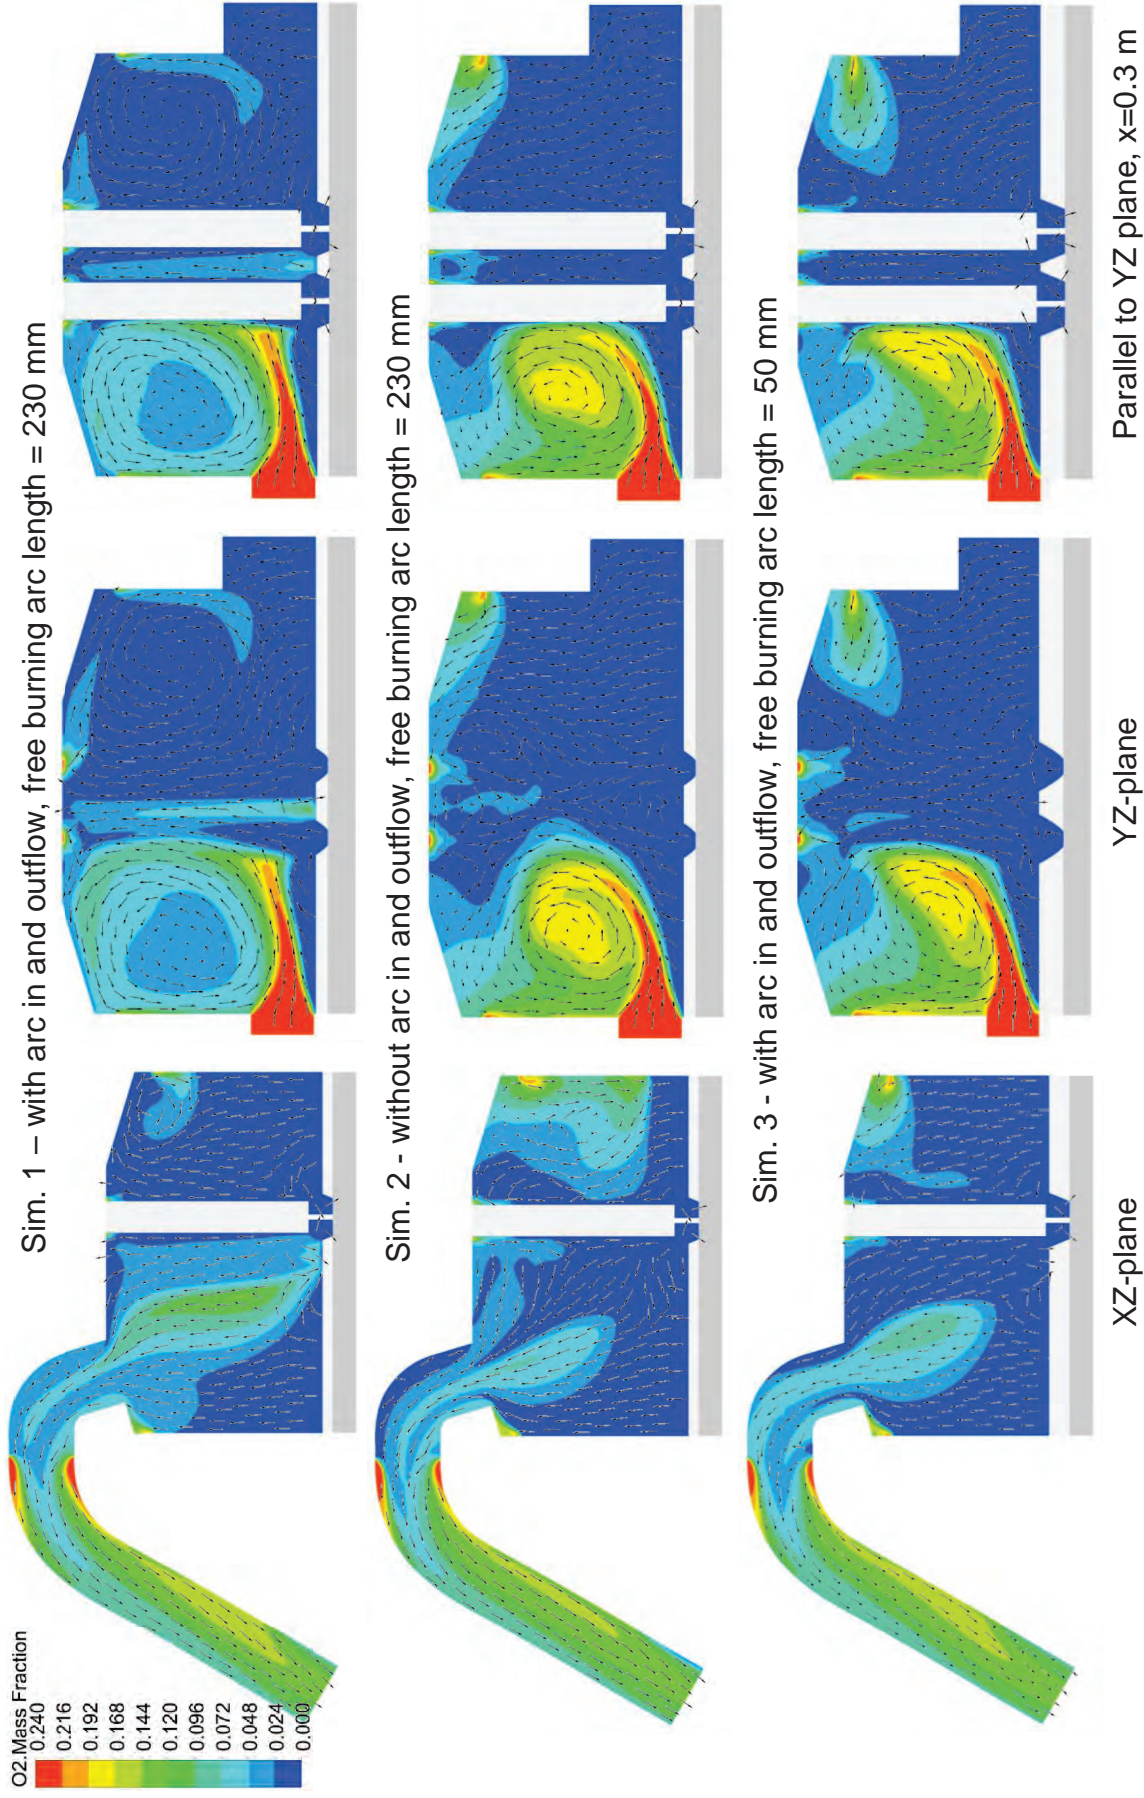 O2.Mass Fraction
0.240
0.216
0.192
0.168
0.144
0.120
0.096
0.072
0.048
0.024
0.000
Sim. 1 – with arc in and outflow, free burning arc length = 230 mm
Sim. 2 - without arc in and outflow, free burning arc length = 230 mm
Sim. 3 - with arc in and outflow, free burning arc length = 50 mm
XZ-plane
YZ-plane
Parallel to YZ plane, x=0.3 m